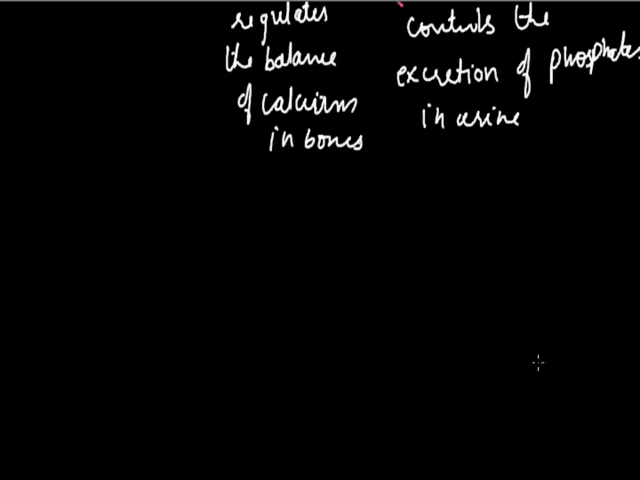 regulates
the balance
of calcium
in bones
controls the
excretion of phosphates
in urine